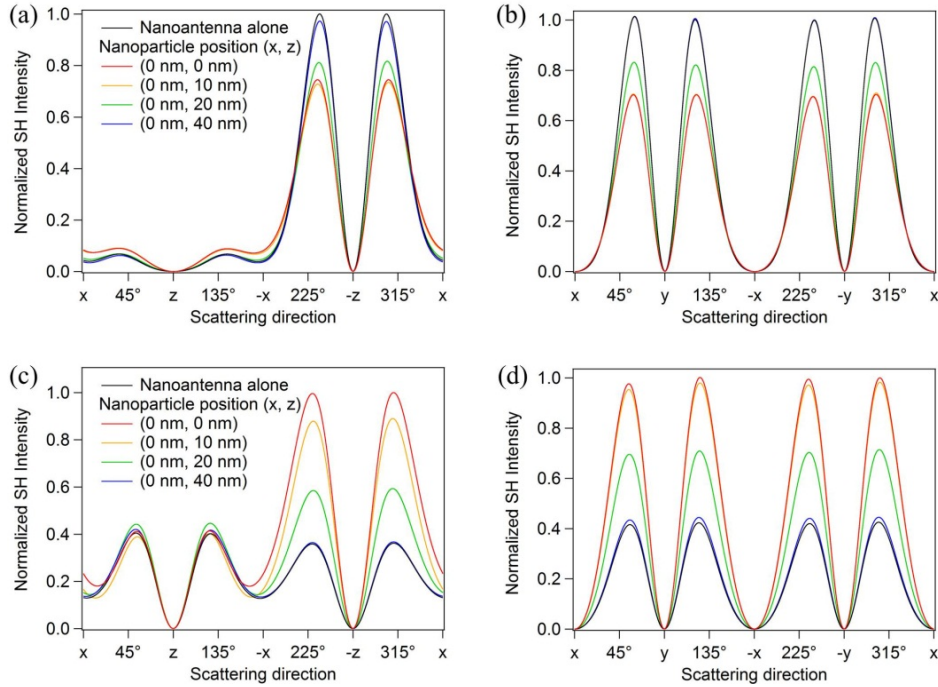 (a)
Normalized SH Intensity
1.0
0.8
0.6
0.4
0.2
0.0
Nanoantenna alone
Nanoparticle position (x, z)
(0 nm, 0 nm)
(0 nm, 10 nm)
(0 nm, 20 nm)
(0 nm, 40 nm)
x 45° z 135° -x 225° -z 315° x
Scattering direction
(b)
Normalized SH Intensity
1.0
0.8
0.6
0.4
0.2
0.0
x 45° y 135° -x 225° -y 315° x
Scattering direction
(c)
Normalized SH Intensity
1.0
0.8
0.6
0.4
0.2
0.0
Nanoantenna alone
Nanoparticle position (x, z)
(0 nm, 0 nm)
(0 nm, 10 nm)
(0 nm, 20 nm)
(0 nm, 40 nm)
x 45° z 135° -x 225° -z 315° x
Scattering direction
(d)
Normalized SH Intensity
1.0
0.8
0.6
0.4
0.2
0.0
x 45° y 135° -x 225° -y 315° x
Scattering direction